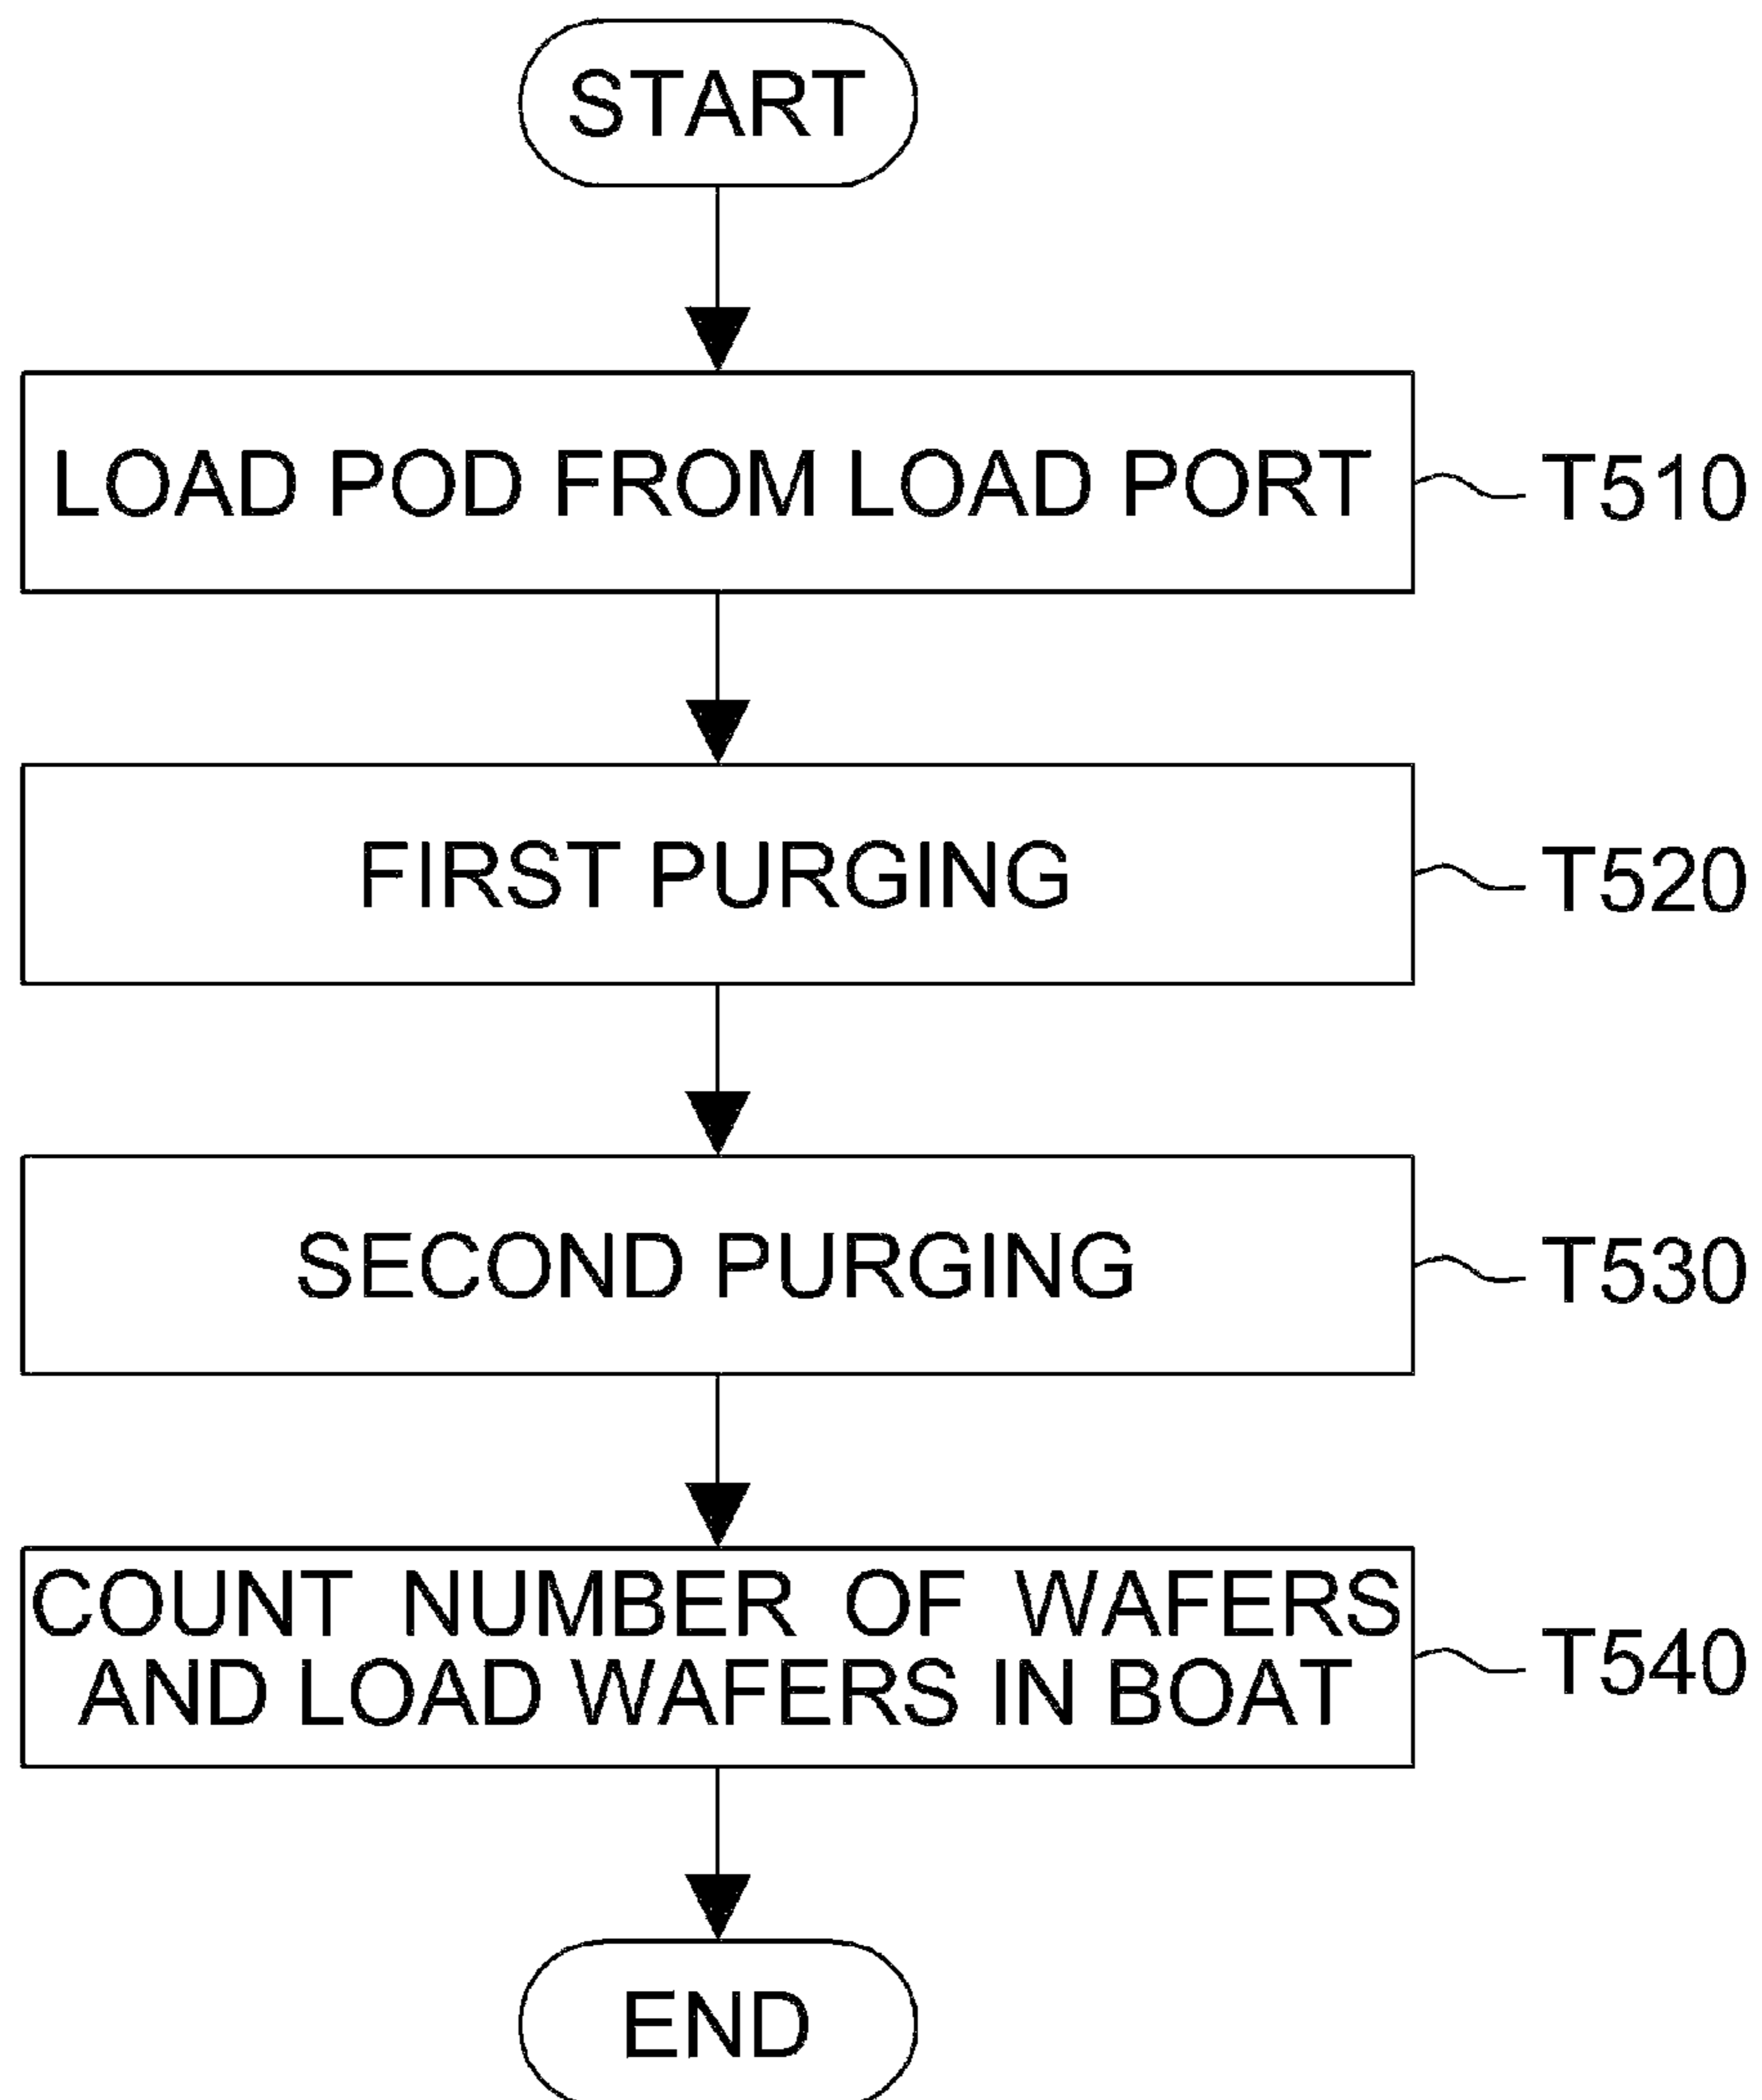 START
LOAD POD FROM LOAD PORT
T510
FIRST PURGING
T520
SECOND PURGING
T530
COUNT NUMBER OF WAFERS
AND LOAD WAFERS IN BOAT
T540
END